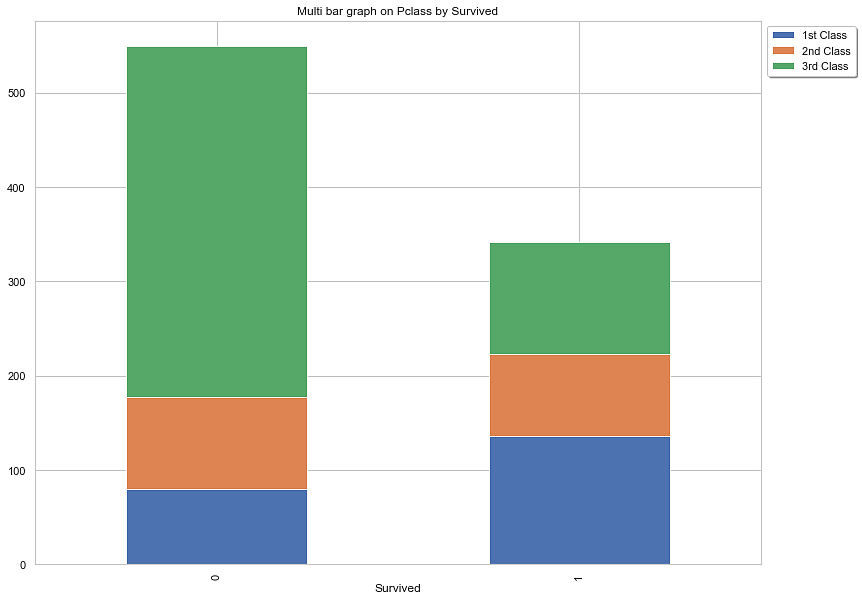 Multi bar graph on Pclass by Survived
1st Class
2nd Class
3rd Class
500
400
300
200
100
0
0
1
Survived